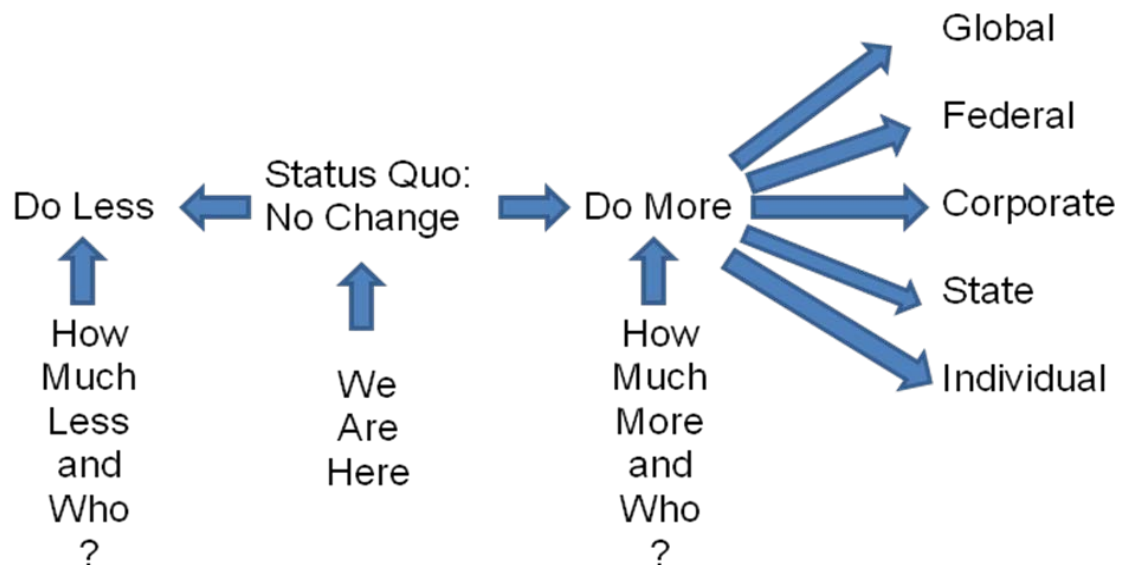 Global
Federal
Corporate
State
Individual
Do Less
Status Quo:
No Change
Do More
How
Much
Less
and
Who
?
We
Are
Here
How
Much
More
and
Who
?